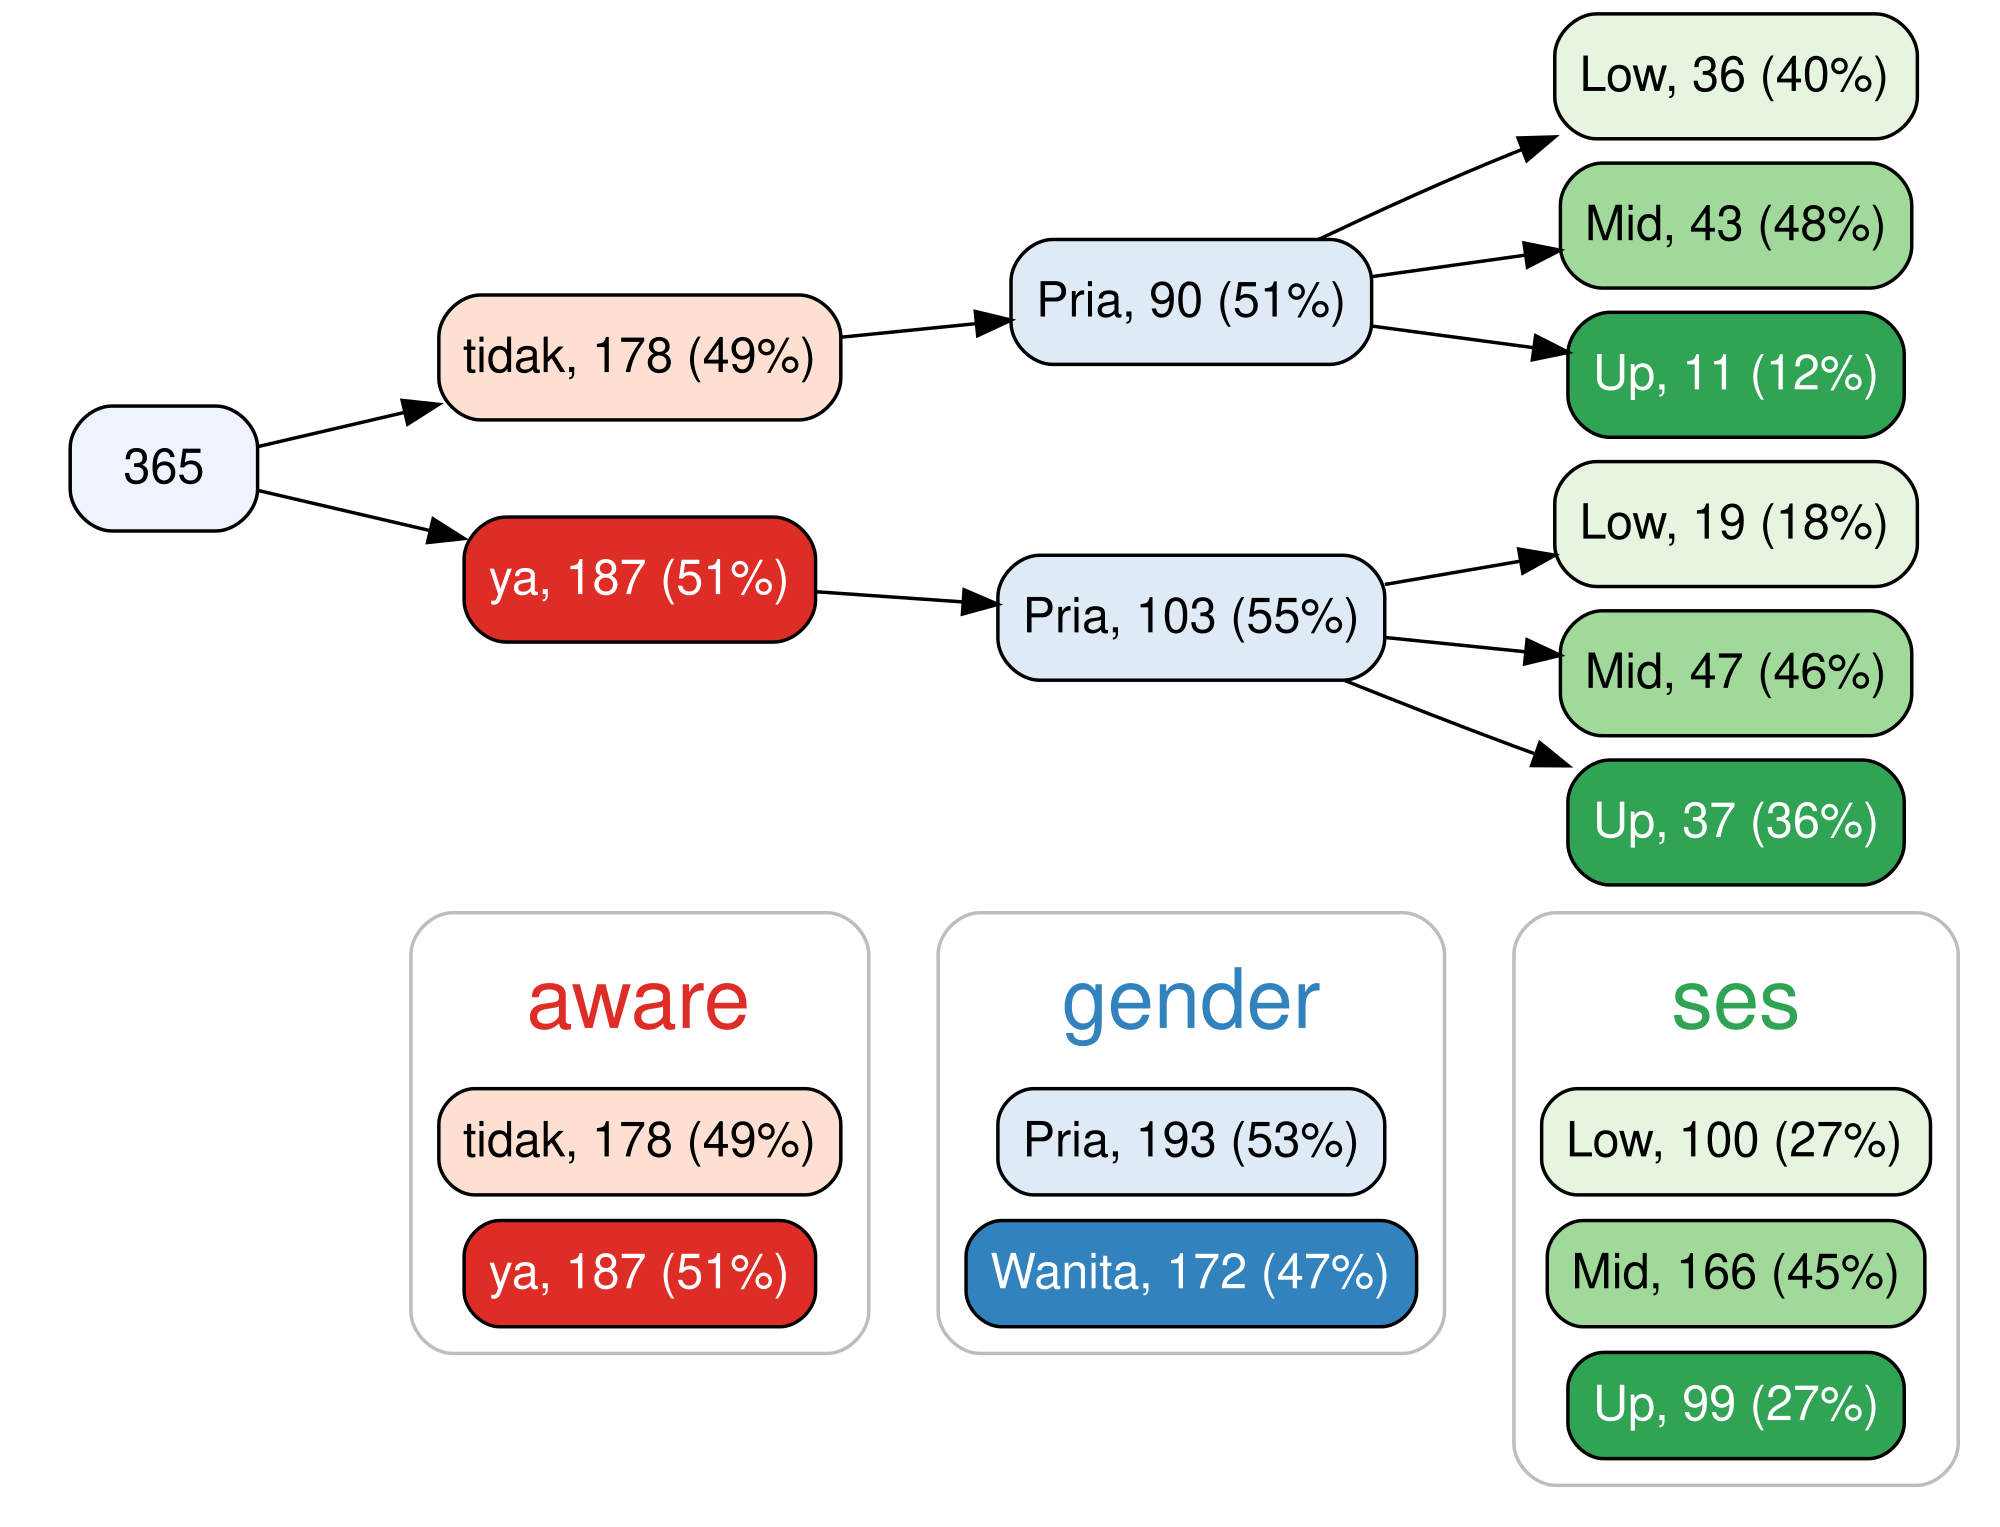 365
tidak, 178 (49%)
ya, 187 (51%)
Pria, 90 (51%)
Pria, 103 (55%)
Low, 36 (40%)
Mid, 43 (48%)
Up, 11 (12%)
Low, 19 (18%)
Mid, 47 (46%)
Up, 37 (36%)
aware
tidak, 178 (49%)
ya, 187 (51%)
gender
Pria, 193 (53%)
Wanita, 172 (47%)
ses
Low, 100 (27%)
Mid, 166 (45%)
Up, 99 (27%)